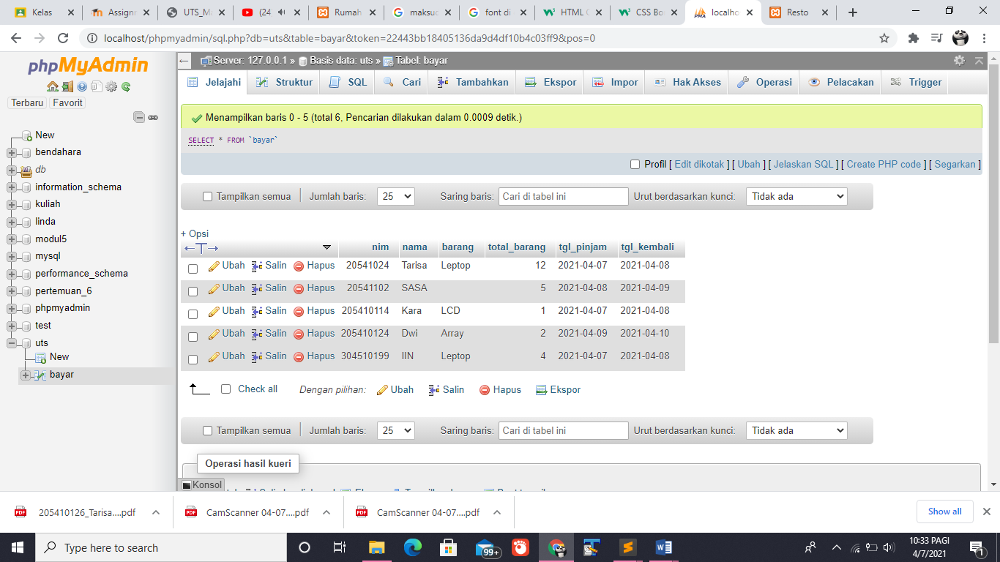 Kelas
Assignr
UTS_M
(24
Rumah
maksud
font di
HTML C
CSS Bo
localho
Resto
localhost/phpmyadmin/sql.php?db=uts&table=bayar&token=22443bb18405136da9d4df10b4c03ff9&pos=0
phpMyAdmin
Terbaru Favorit
New
bendahara
db
information_schema
kuliah
linda
modul5
mysql
performance_schema
pertemuan_6
phpmyadmin
test
uts
New
bayar
Server: 127.0.0.1 » Basis data: uts » Tabel: bayar
Jelajahi Struktur SQL Cari Tambahkan Ekspor Impor Hak Akses Operasi Pelacakan Trigger
Menampilkan baris 0 - 5 (total 6, Pencarian dilakukan dalam 0.0009 detik.)
SELECT * FROM `bayar`
Profil [ Edit dikotak ] [ Ubah ] [ Jelaskan SQL ] [ Create PHP code ] [ Segarkan ]
Tampilkan semua Jumlah baris: 25 Saring baris: Cari di tabel ini Urut berdasarkan kunci: Tidak ada
+ Opsi
←T→ nim nama barang total_barang tgl_pinjam tgl_kembali
Ubah Salin Hapus 20541024 Tarisa Leptop 12 2021-04-07 2021-04-08
Ubah Salin Hapus 20541102 SASA 5 2021-04-08 2021-04-09
Ubah Salin Hapus 205410114 Kara LCD 1 2021-04-07 2021-04-08
Ubah Salin Hapus 205410124 Dwi Array 2 2021-04-09 2021-04-10
Ubah Salin Hapus 304510199 IIN Leptop 4 2021-04-07 2021-04-08
Check all Dengan pilihan: Ubah Salin Hapus Ekspor
Tampilkan semua Jumlah baris: 25 Saring baris: Cari di tabel ini Urut berdasarkan kunci: Tidak ada
Operasi hasil kueri
Konsol
205410126_Tarisa....pdf
CamScanner 04-07....pdf
CamScanner 04-07....pdf
Show all
Type here to search
99+
10:33 PAGI
4/7/2021
1